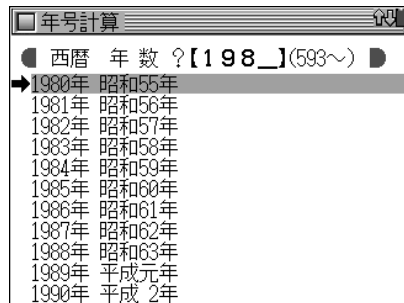 年号計算
西暦 年 数 ?【198_】(593～)
1980年 昭和55年
1981年 昭和56年
1982年 昭和57年
1983年 昭和58年
1984年 昭和59年
1985年 昭和60年
1986年 昭和61年
1987年 昭和62年
1988年 昭和63年
1989年 平成元年
1990年 平成 2年